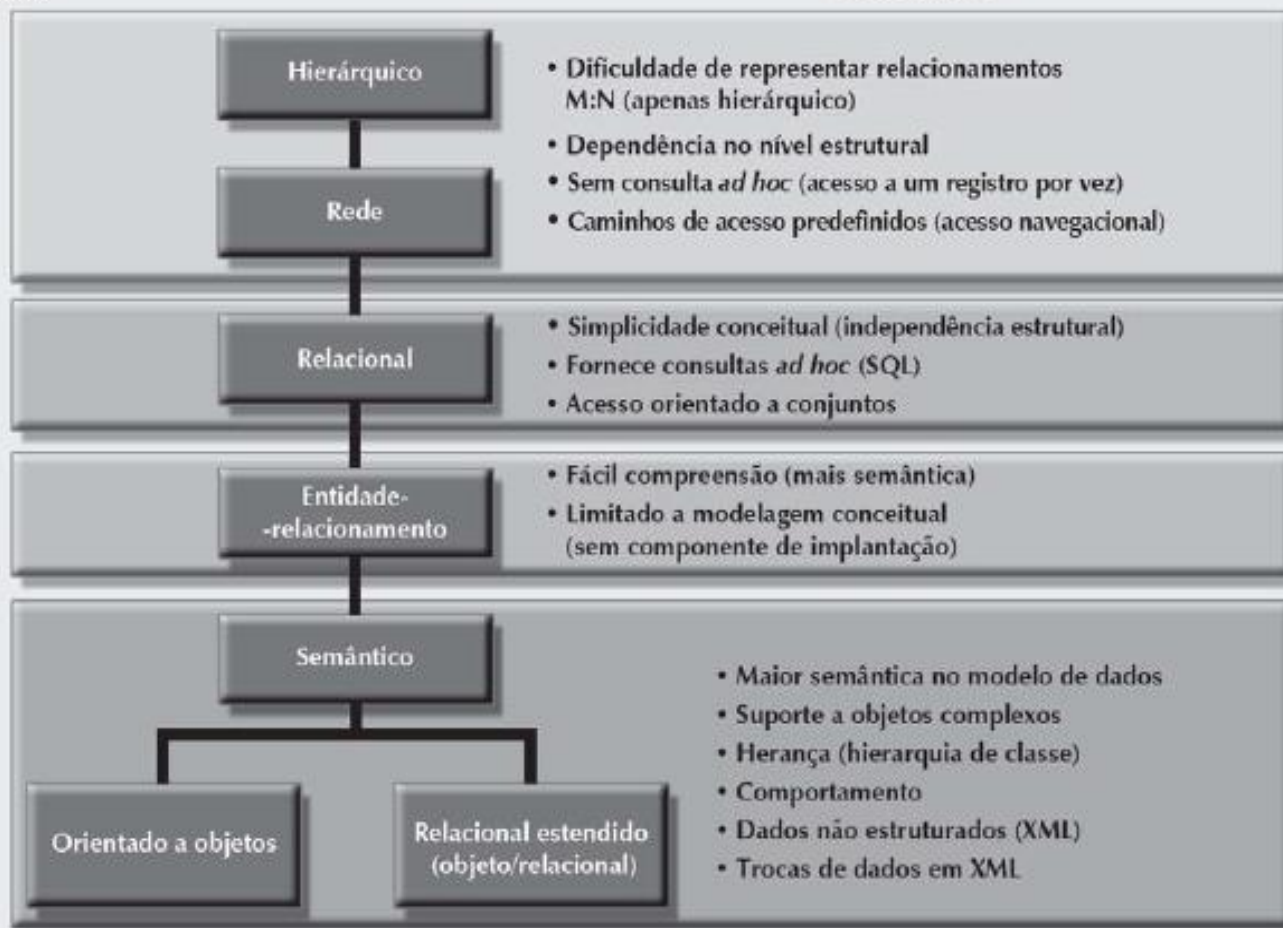 Hierárquico
• Dificuldade de representar relacionamentos
M:N (apenas hierárquico)
• Dependência no nível estrutural
• Sem consulta ad hoc (acesso a um registro por vez)
• Caminhos de acesso predefinidos (acesso navegacional)
Rede
Relacional
• Simplicidade conceitual (independência estrutural)
• Fornece consultas ad hoc (SQL)
• Acesso orientado a conjuntos
Entidade-
-relacionamento
• Fácil compreensão (mais semântica)
• Limitado a modelagem conceitual
(sem componente de implantação)
Semântico
• Maior semântica no modelo de dados
• Suporte a objetos complexos
• Herança (hierarquia de classe)
• Comportamento
• Dados não estruturados (XML)
• Trocas de dados em XML
Orientado a objetos
Relacional estendido
(objeto/relacional)